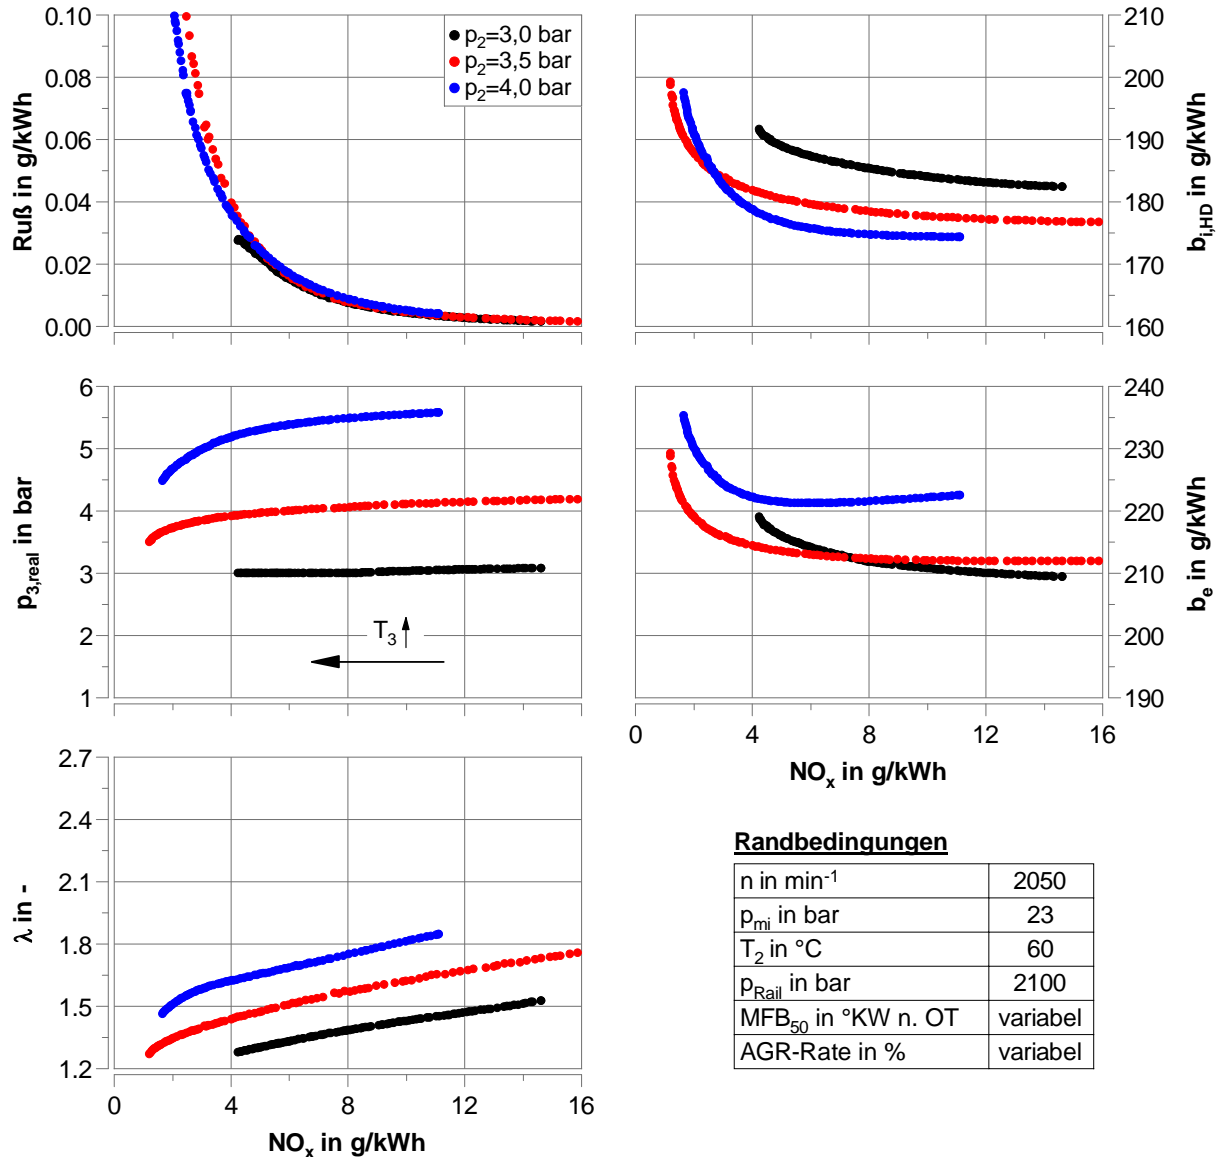 0.10
0.08
0.06
0.04
0.02
0.00
Ruß in g/kWh
p2=3,0 bar
p2=3,5 bar
p2=4,0 bar
210
200
190
180
170
160
bi,HD in g/kWh
6
5
4
3
2
1
p3,real in bar
T3
240
230
220
210
200
190
be in g/kWh
0 4 8 12 16
NOx in g/kWh
2.7
2.4
2.1
1.8
1.5
1.2
λ in -
0 4 8 12 16
NOx in g/kWh
Randbedingungen
n in min-1 2050
pmi in bar 23
T2 in °C 60
pRail in bar 2100
MFB50 in °KW n. OT variabel
AGR-Rate in % variabel